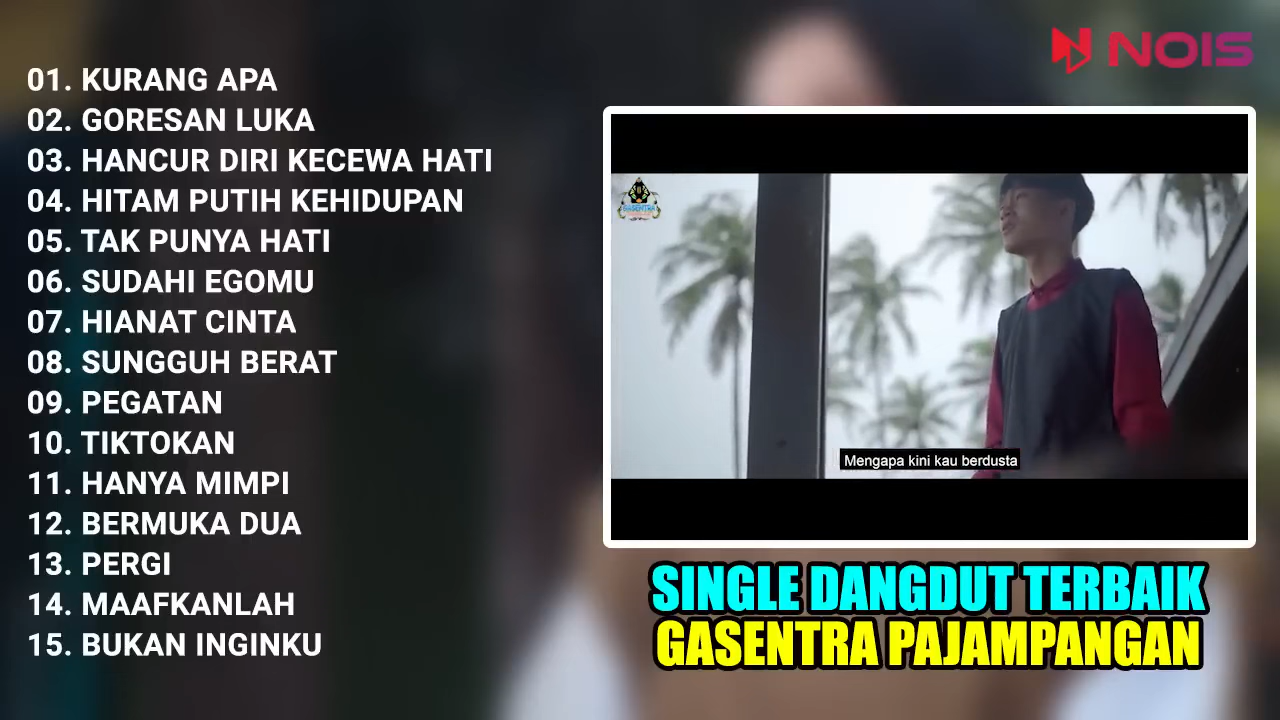 NOIS
01. KURANG APA
02. GORESAN LUKA
03. HANCUR DIRI KECEWA HATI
04. HITAM PUTIH KEHIDUPAN
05. TAK PUNYA HATI
06. SUDAHI EGOMU
07. HIANAT CINTA
08. SUNGGUH BERAT
09. PEGATAN
10. TIKTOKAN
11. HANYA MIMPI
12. BERMUKA DUA
13. PERGI
14. MAAFKANLAH
15. BUKAN INGINKU
GASENTRA
Mengapa kini kau berdusta
SINGLE DANGDUT TERBAIK
GASENTRA PAJAMPANGAN